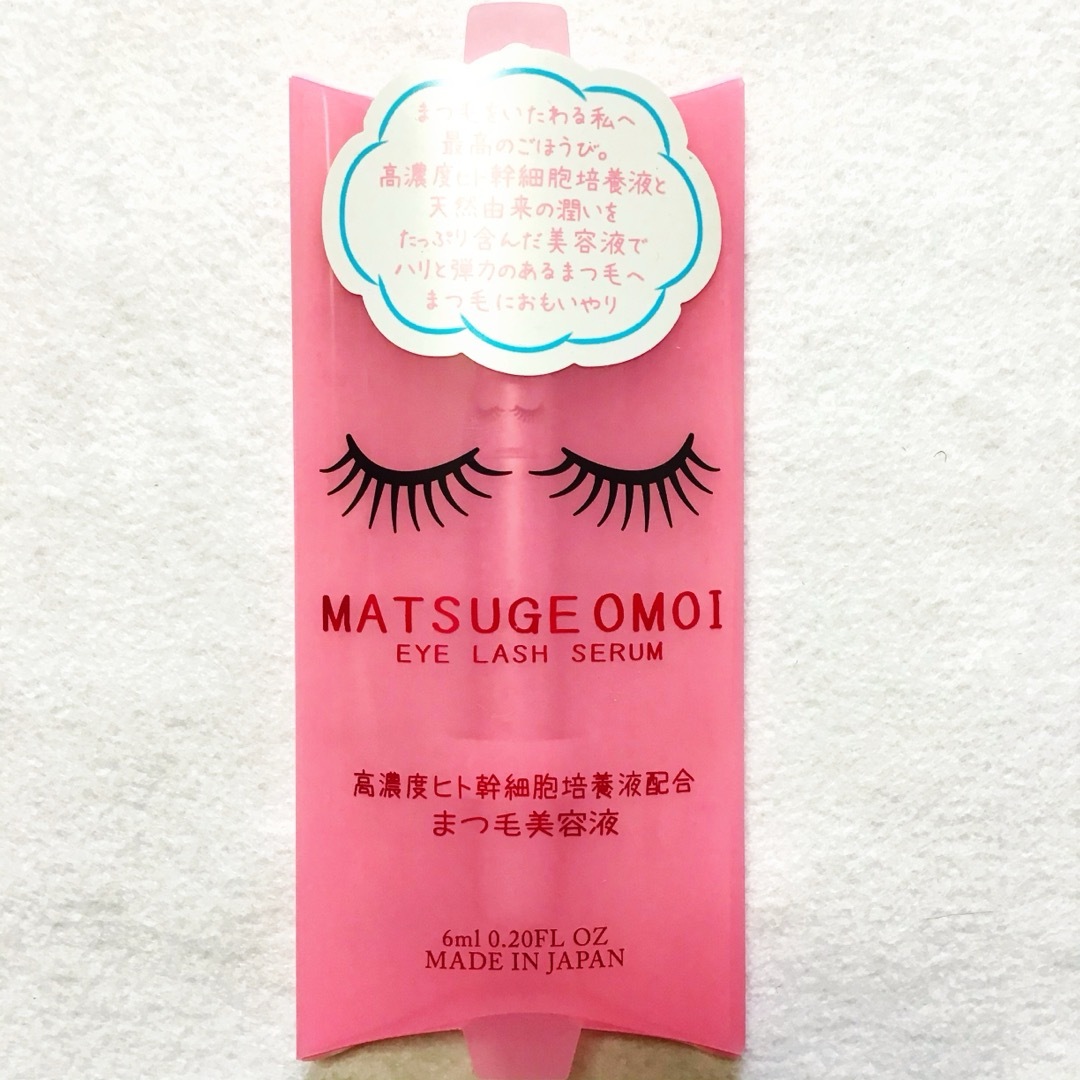 まつ毛をいたわる私へ
最高のごほうび。
高濃度ヒト幹細胞培養液と
天然由来の潤いを
たっぷり含んだ美容液で
ハリと弾力のあるまつ毛へ
まつ毛におもいやり
MATSUGE OMOI
EYE LASH SERUM
高濃度ヒト幹細胞培養液配合
まつ毛美容液
6ml 0.20FL OZ
MADE IN JAPAN